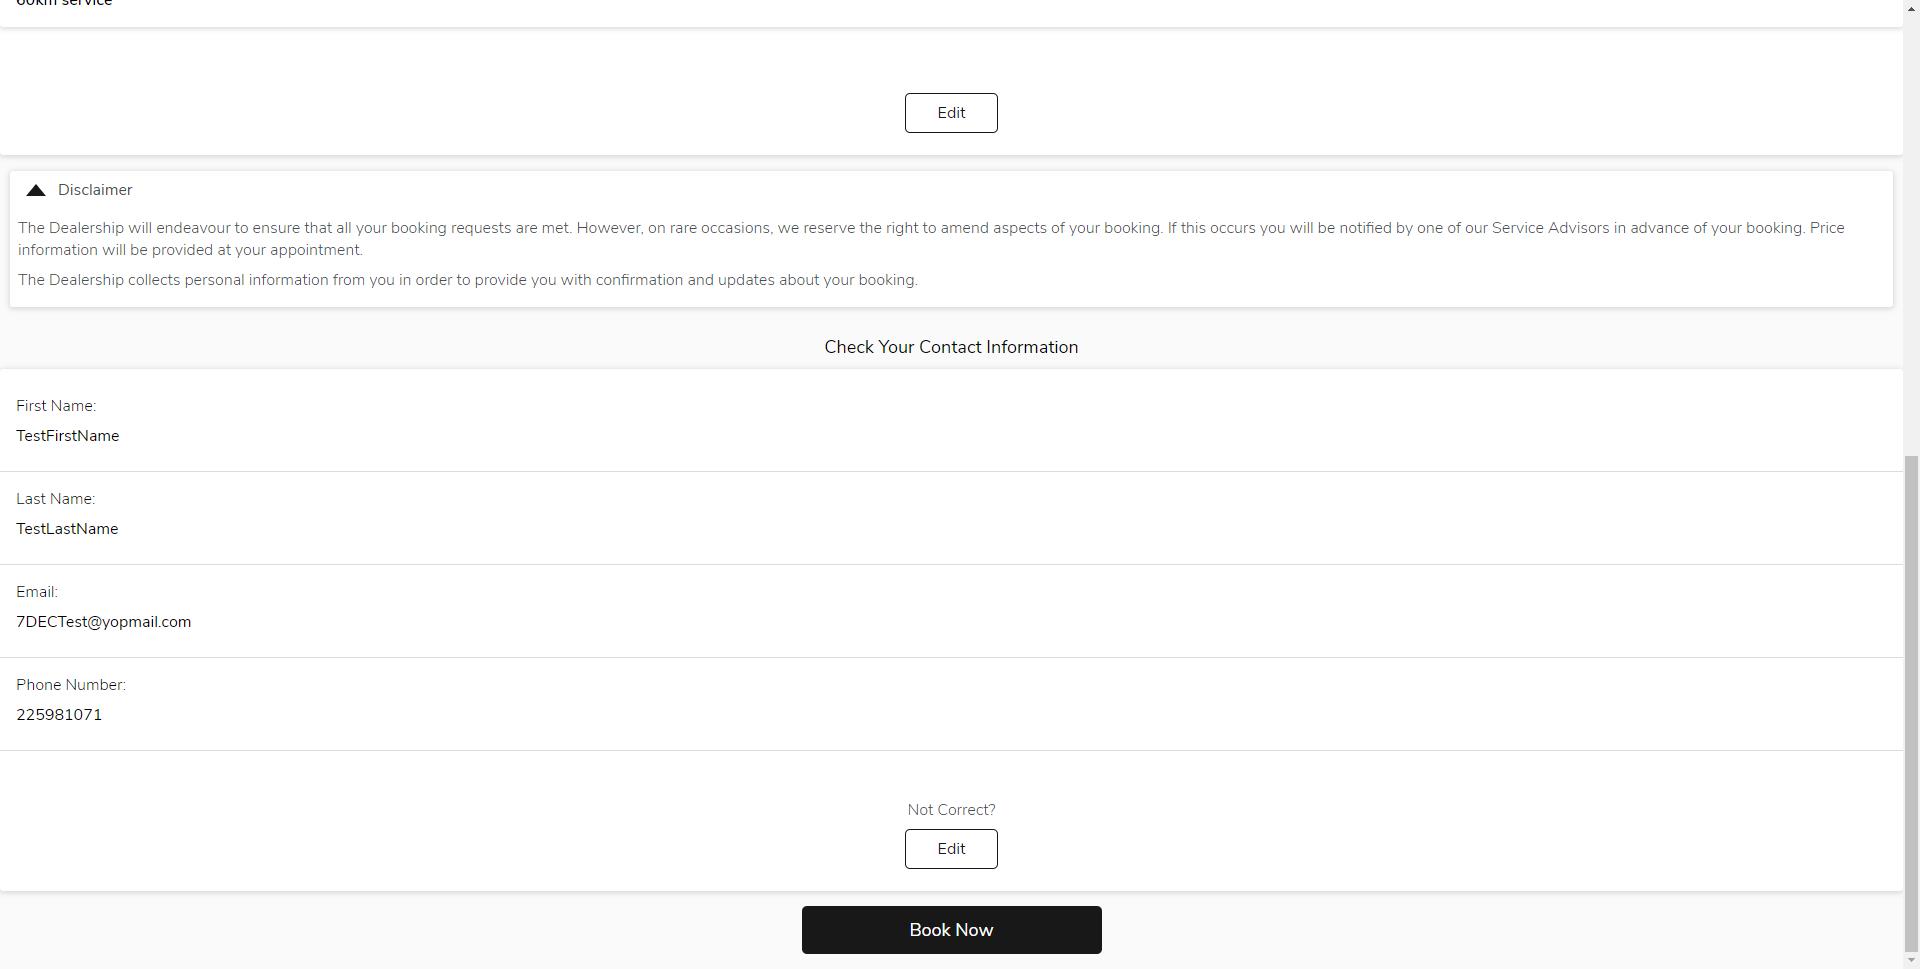 60km service
Edit
Disclaimer
The Dealership will endeavour to ensure that all your booking requests are met. However, on rare occasions, we reserve the right to amend aspects of your booking. If this occurs you will be notified by one of our Service Advisors in advance of your booking. Price
information will be provided at your appointment.
The Dealership collects personal information from you in order to provide you with confirmation and updates about your booking.
Check Your Contact Information
First Name:
TestFirstName
Last Name:
TestLastName
Email:
7DECTest@yopmail.com
Phone Number:
225981071
Not Correct?
Edit
Book Now